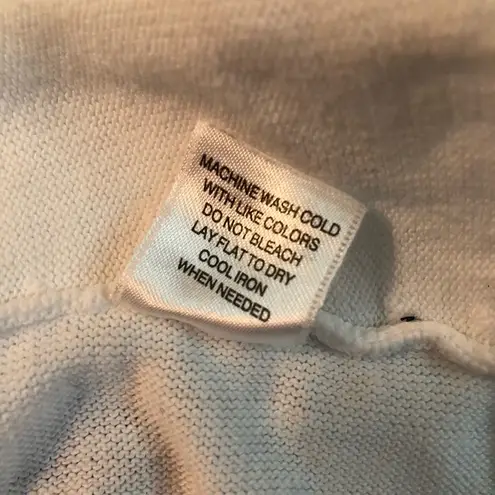 MACHINE WASH COLD
WITH LIKE COLORS
DO NOT BLEACH
LAY FLAT TO DRY
COOL IRON
WHEN NEEDED